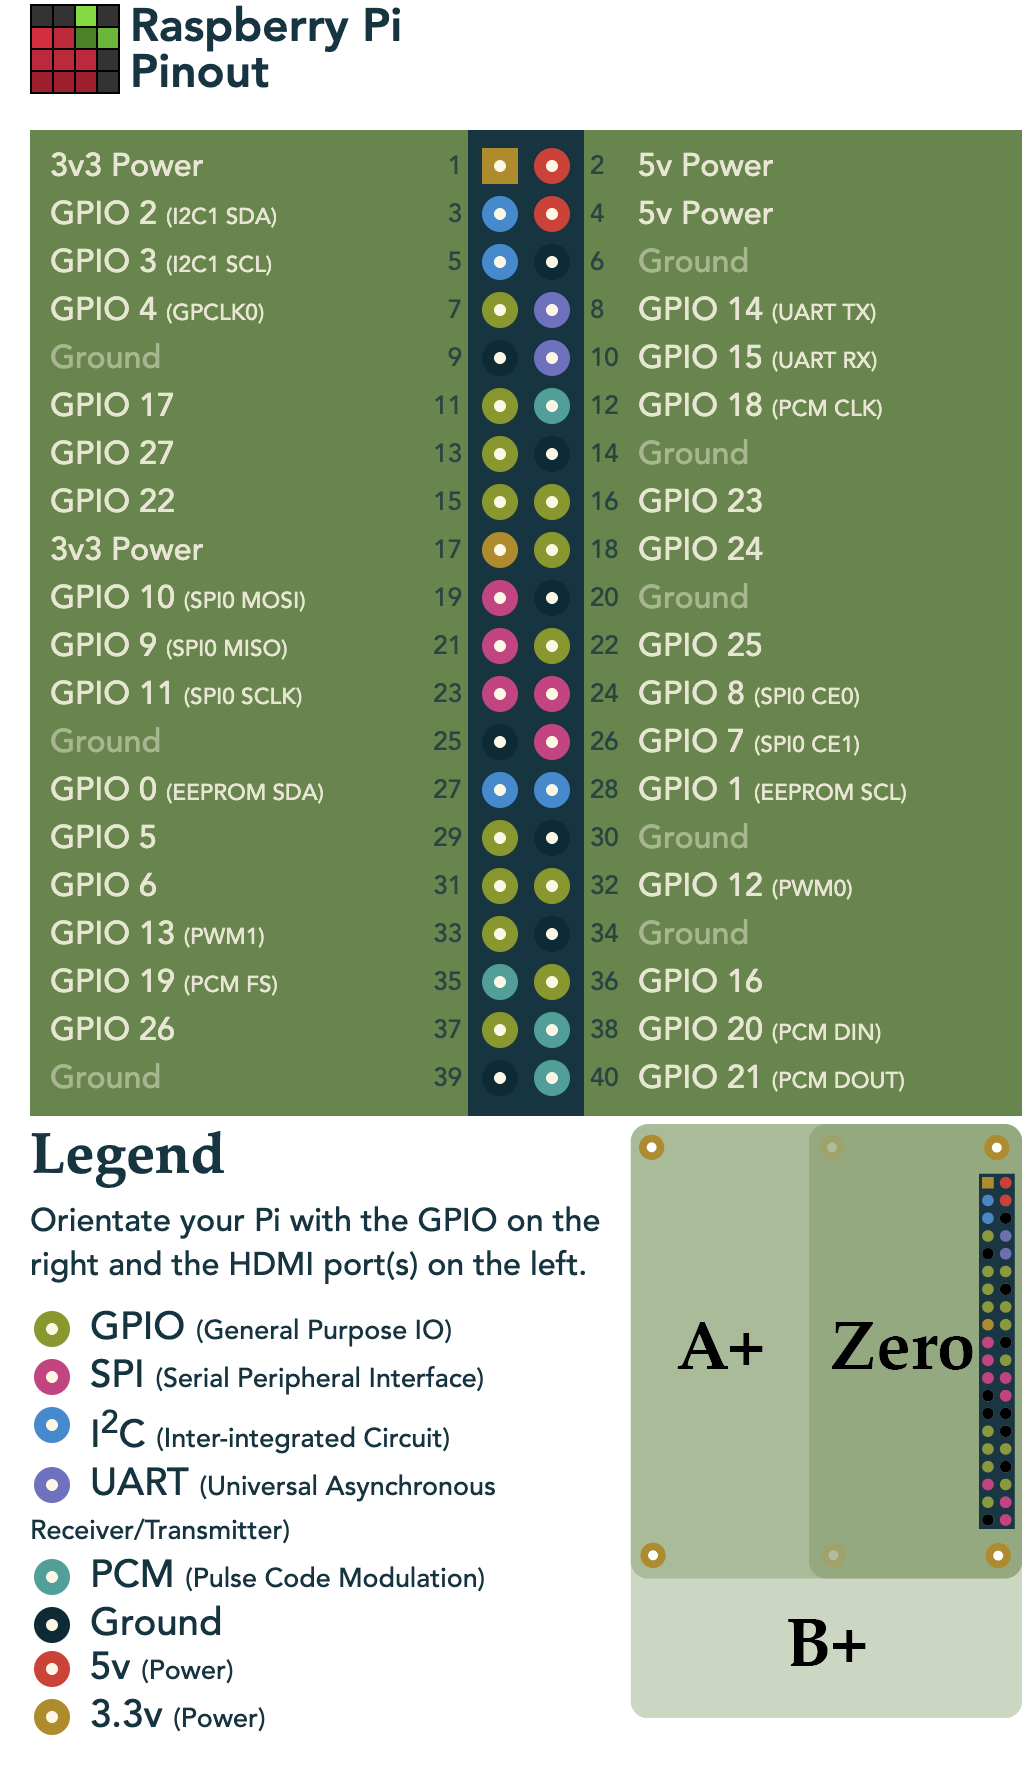 Raspberry Pi
Pinout
3v3 Power 1 2 5v Power
GPIO 2 (I2C1 SDA) 3 4 5v Power
GPIO 3 (I2C1 SCL) 5 6 Ground
GPIO 4 (GPCLK0) 7 8 GPIO 14 (UART TX)
Ground 9 10 GPIO 15 (UART RX)
GPIO 17 11 12 GPIO 18 (PCM CLK)
GPIO 27 13 14 Ground
GPIO 22 15 16 GPIO 23
3v3 Power 17 18 GPIO 24
GPIO 10 (SPI0 MOSI) 19 20 Ground
GPIO 9 (SPI0 MISO) 21 22 GPIO 25
GPIO 11 (SPI0 SCLK) 23 24 GPIO 8 (SPI0 CE0)
Ground 25 26 GPIO 7 (SPI0 CE1)
GPIO 0 (EEPROM SDA) 27 28 GPIO 1 (EEPROM SCL)
GPIO 5 29 30 Ground
GPIO 6 31 32 GPIO 12 (PWM0)
GPIO 13 (PWM1) 33 34 Ground
GPIO 19 (PCM FS) 35 36 GPIO 16
GPIO 26 37 38 GPIO 20 (PCM DIN)
Ground 39 40 GPIO 21 (PCM DOUT)
Legend
Orientate your Pi with the GPIO on the
right and the HDMI port(s) on the left.
GPIO (General Purpose IO)
SPI (Serial Peripheral Interface)
I²C (Inter-integrated Circuit)
UART (Universal Asynchronous
Receiver/Transmitter)
PCM (Pulse Code Modulation)
Ground
5v (Power)
3.3v (Power)
A+ Zero
B+